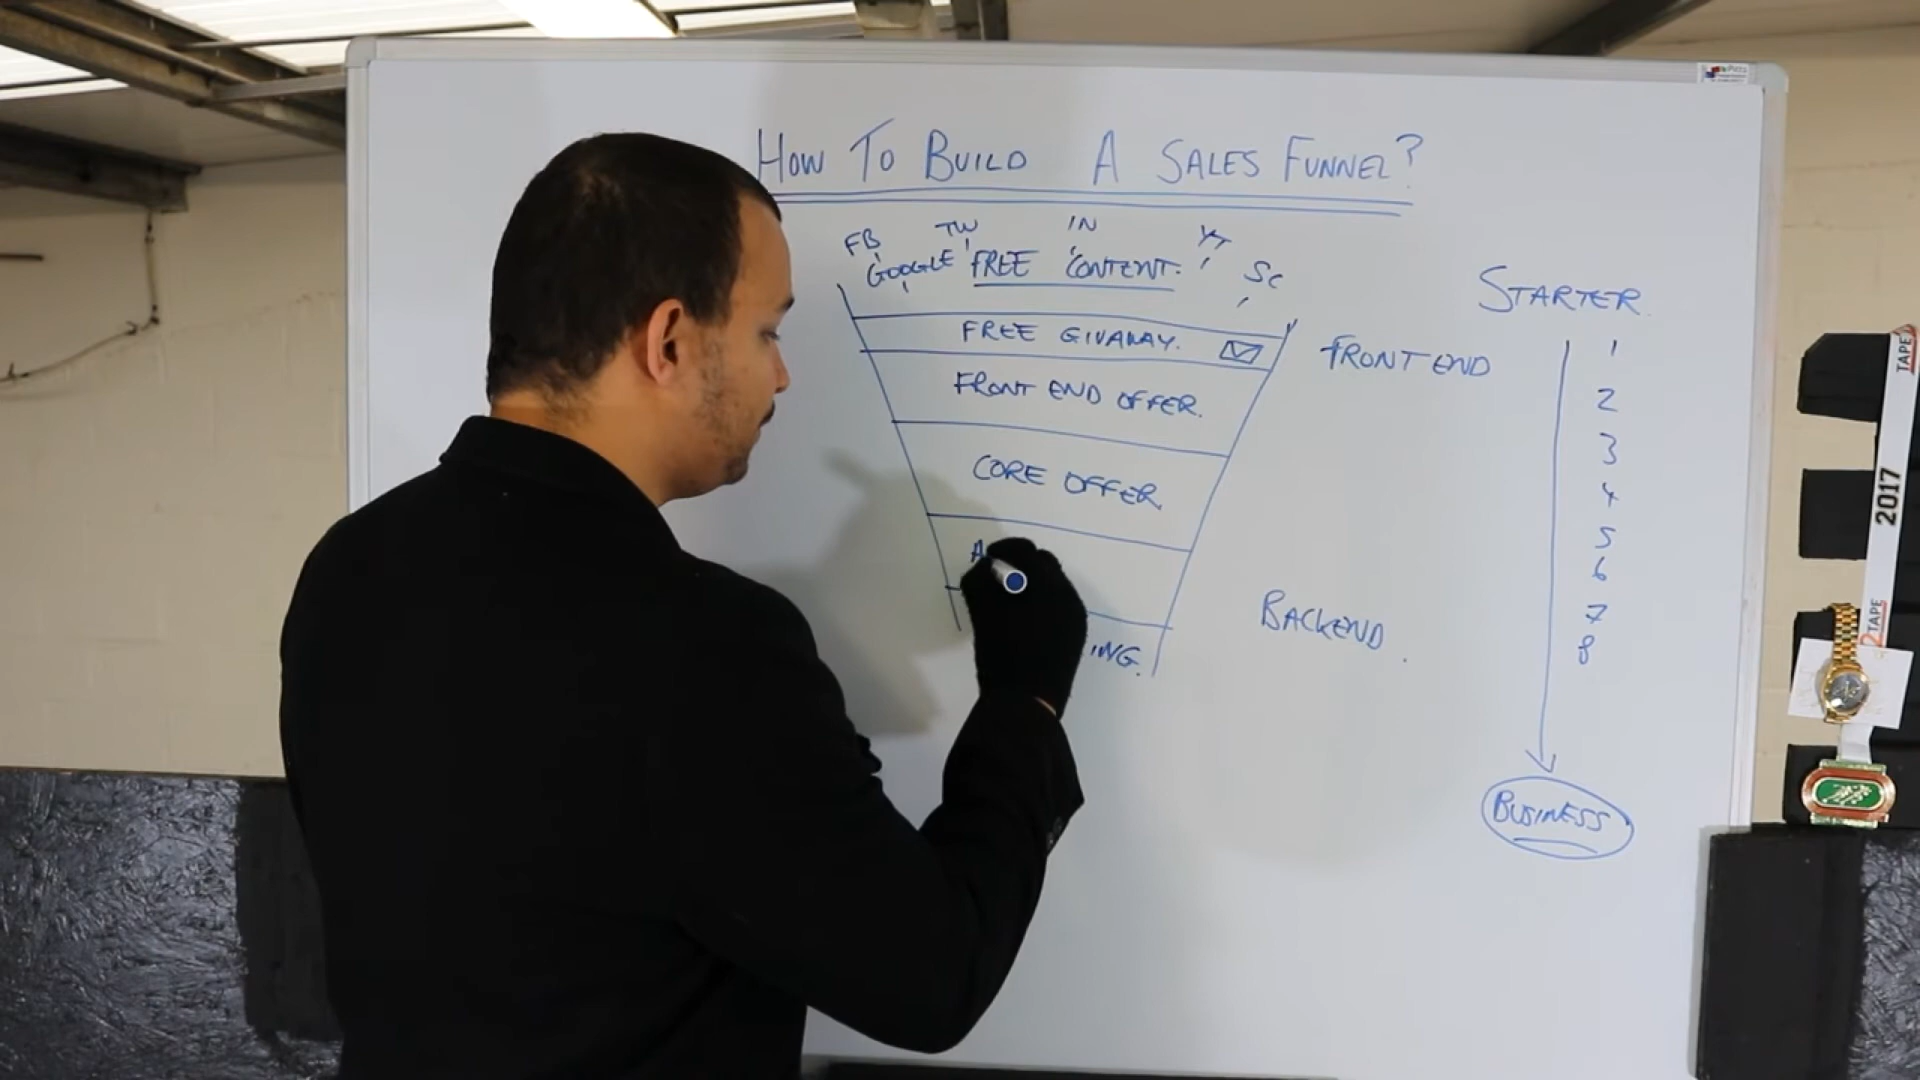 How To BUILD A SALES FUNNEL?
FB TW IN YT SC
GOOGLE FREE CONTENT.
FREE GIVAWAY.
FRONT END OFFER.
CORE OFFER
A
ING.
FRONT END
BACKEND.
STARTER
1
2
3
4
5
6
7
8
BUSINESS
TAPE
2017
TAPE